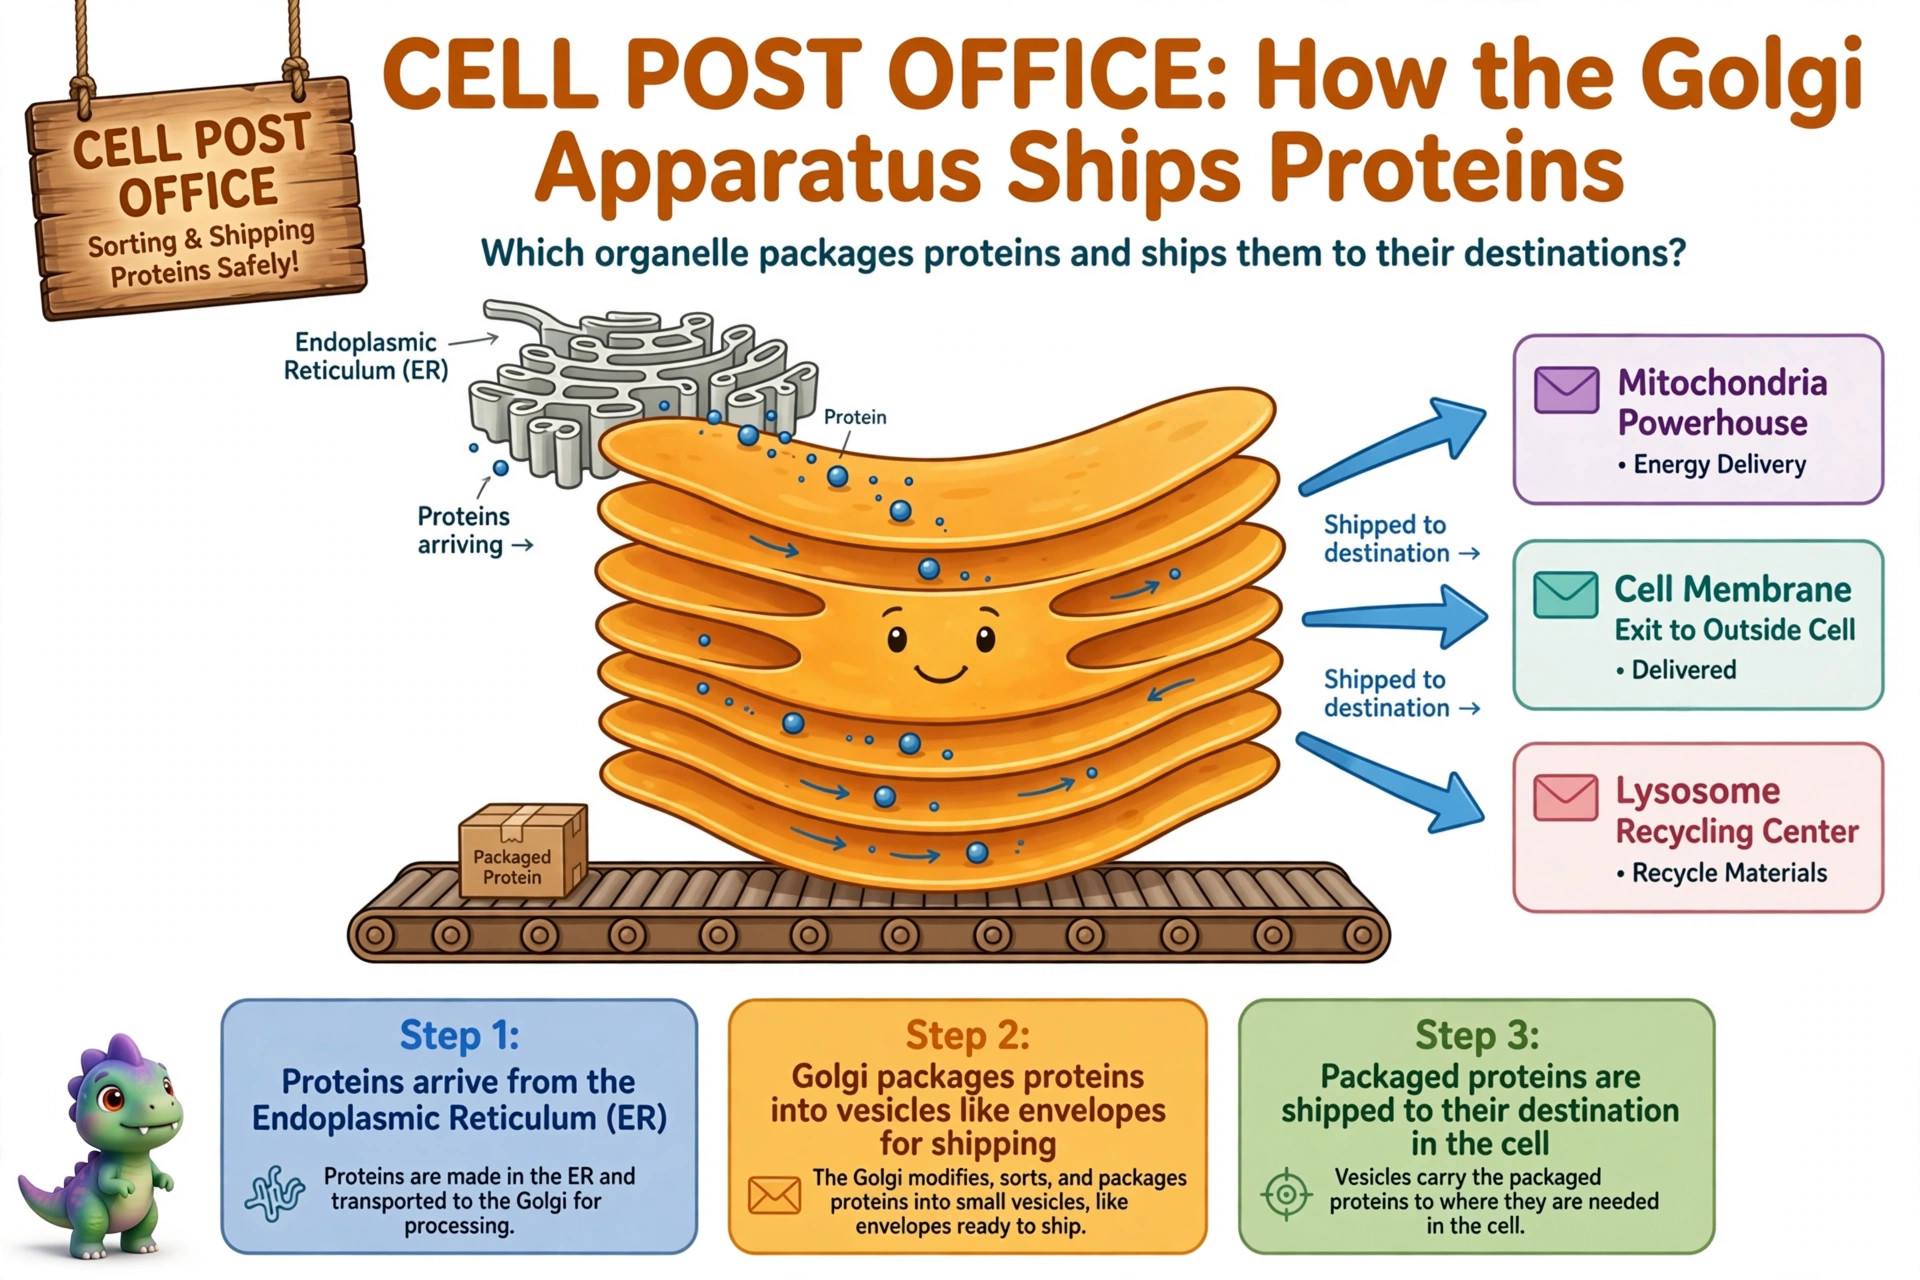 CELL POST
OFFICE
Sorting & Shipping
Proteins Safely!
CELL POST OFFICE: How the Golgi
Apparatus Ships Proteins
Which organelle packages proteins and ships them to their destinations?
Endoplasmic
Reticulum (ER)
Protein
Proteins
arriving →
Shipped to
destination →
Shipped to
destination →
Mitochondria
Powerhouse
• Energy Delivery
Cell Membrane
Exit to Outside Cell
• Delivered
Lysosome
Recycling Center
• Recycle Materials
Packaged
Protein
Step 1:
Proteins arrive from the
Endoplasmic Reticulum (ER)
Proteins are made in the ER and
transported to the Golgi for
processing.
Step 2:
Golgi packages proteins
into vesicles like envelopes
for shipping
The Golgi modifies, sorts, and packages
proteins into small vesicles, like
envelopes ready to ship.
Step 3:
Packaged proteins are
shipped to their destination
in the cell
Vesicles carry the packaged
proteins to where they are needed
in the cell.